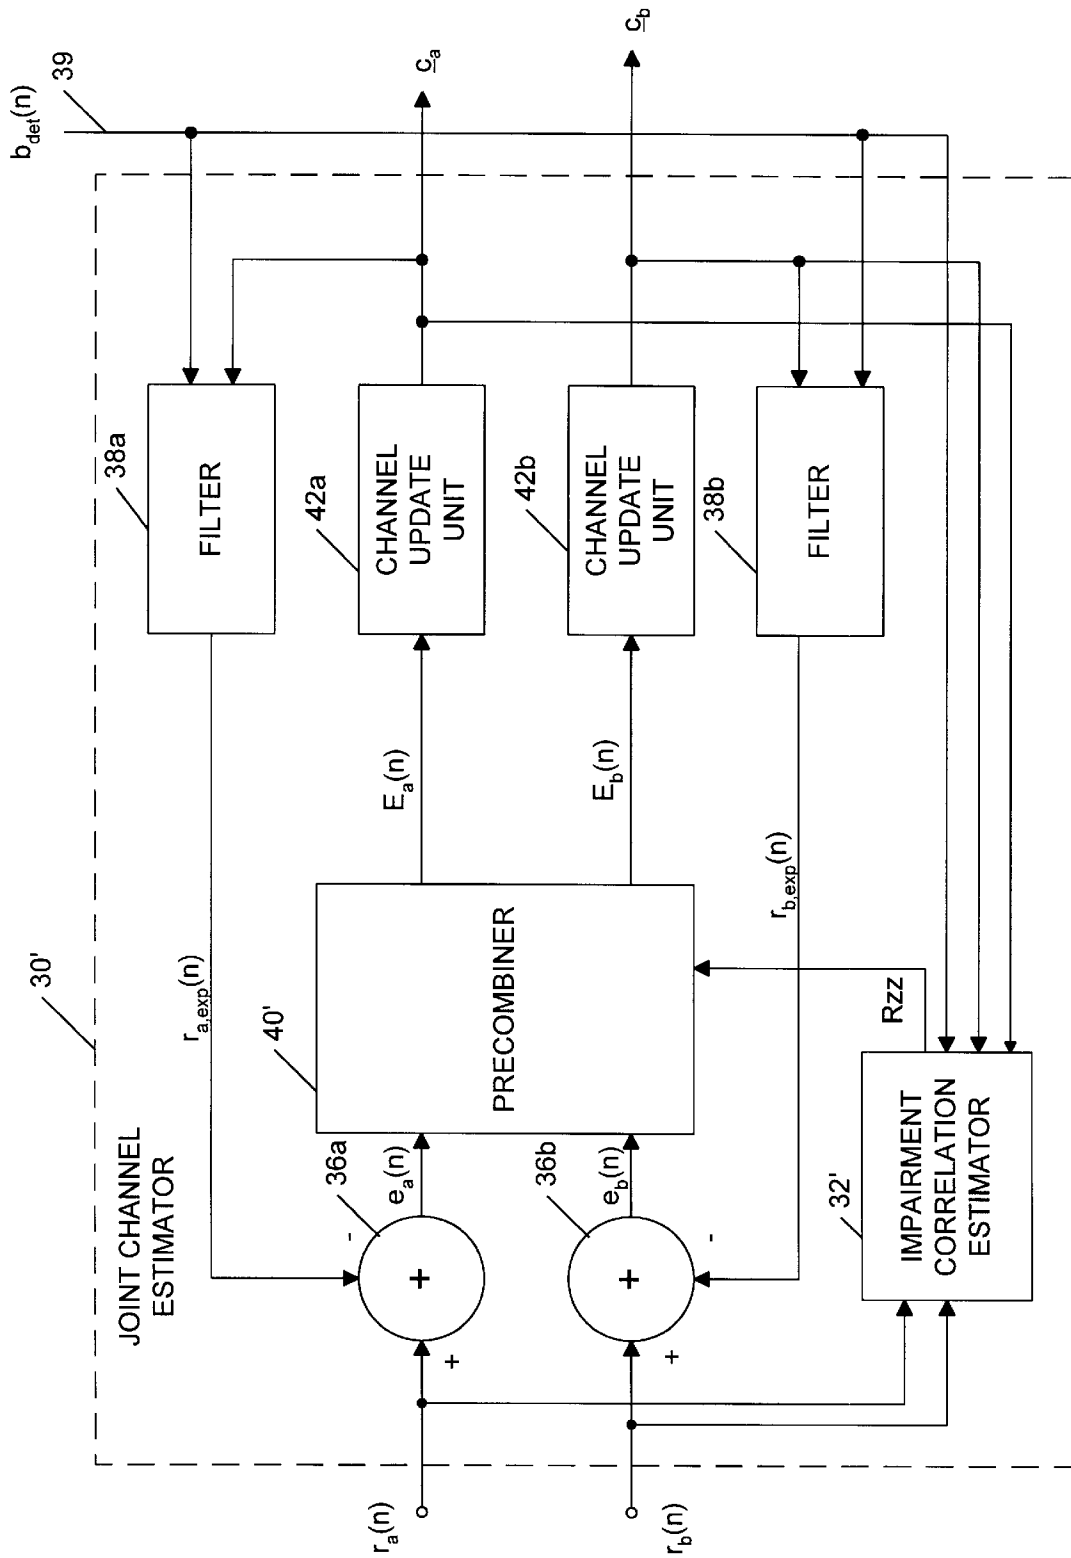 b_det(n)
39
30'
JOINT CHANNEL
ESTIMATOR
r_a,exp(n)
38a
FILTER
c_a
42a
CHANNEL
UPDATE
UNIT
E_a(n)
40'
PRECOMBINER
36a
e_a(n)
-
+
+
r_a(n)
c_b
42b
CHANNEL
UPDATE
UNIT
E_b(n)
36b
e_b(n)
-
+
+
r_b(n)
38b
FILTER
r_b,exp(n)
Rzz
32'
IMPAIRMENT
CORRELATION
ESTIMATOR